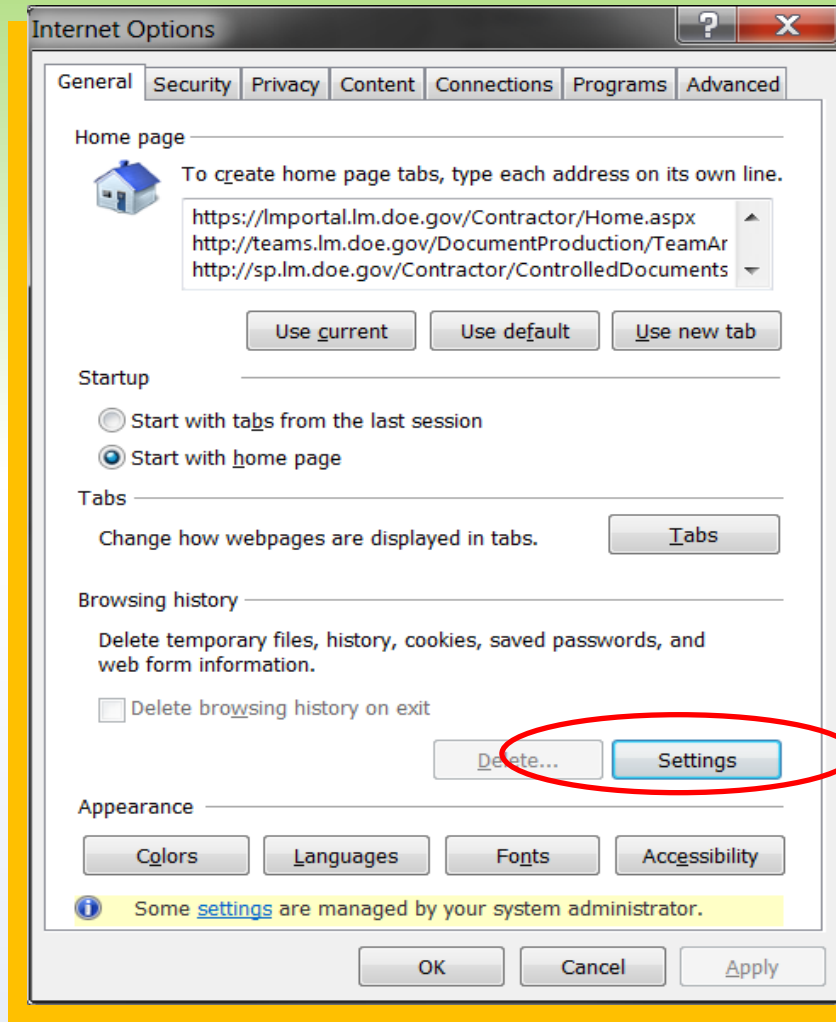 Internet Options
?
X
General Security Privacy Content Connections Programs Advanced
Home page
To create home page tabs, type each address on its own line.
https://lmportal.lm.doe.gov/Contractor/Home.aspx
http://teams.lm.doe.gov/DocumentProduction/TeamAr
http://sp.lm.doe.gov/Contractor/ControlledDocuments
Use current Use default Use new tab
Startup
Start with tabs from the last session
Start with home page
Tabs
Change how webpages are displayed in tabs. Tabs
Browsing history
Delete temporary files, history, cookies, saved passwords, and
web form information.
Delete browsing history on exit
Delete... Settings
Appearance
Colors Languages Fonts Accessibility
Some settings are managed by your system administrator.
OK Cancel Apply